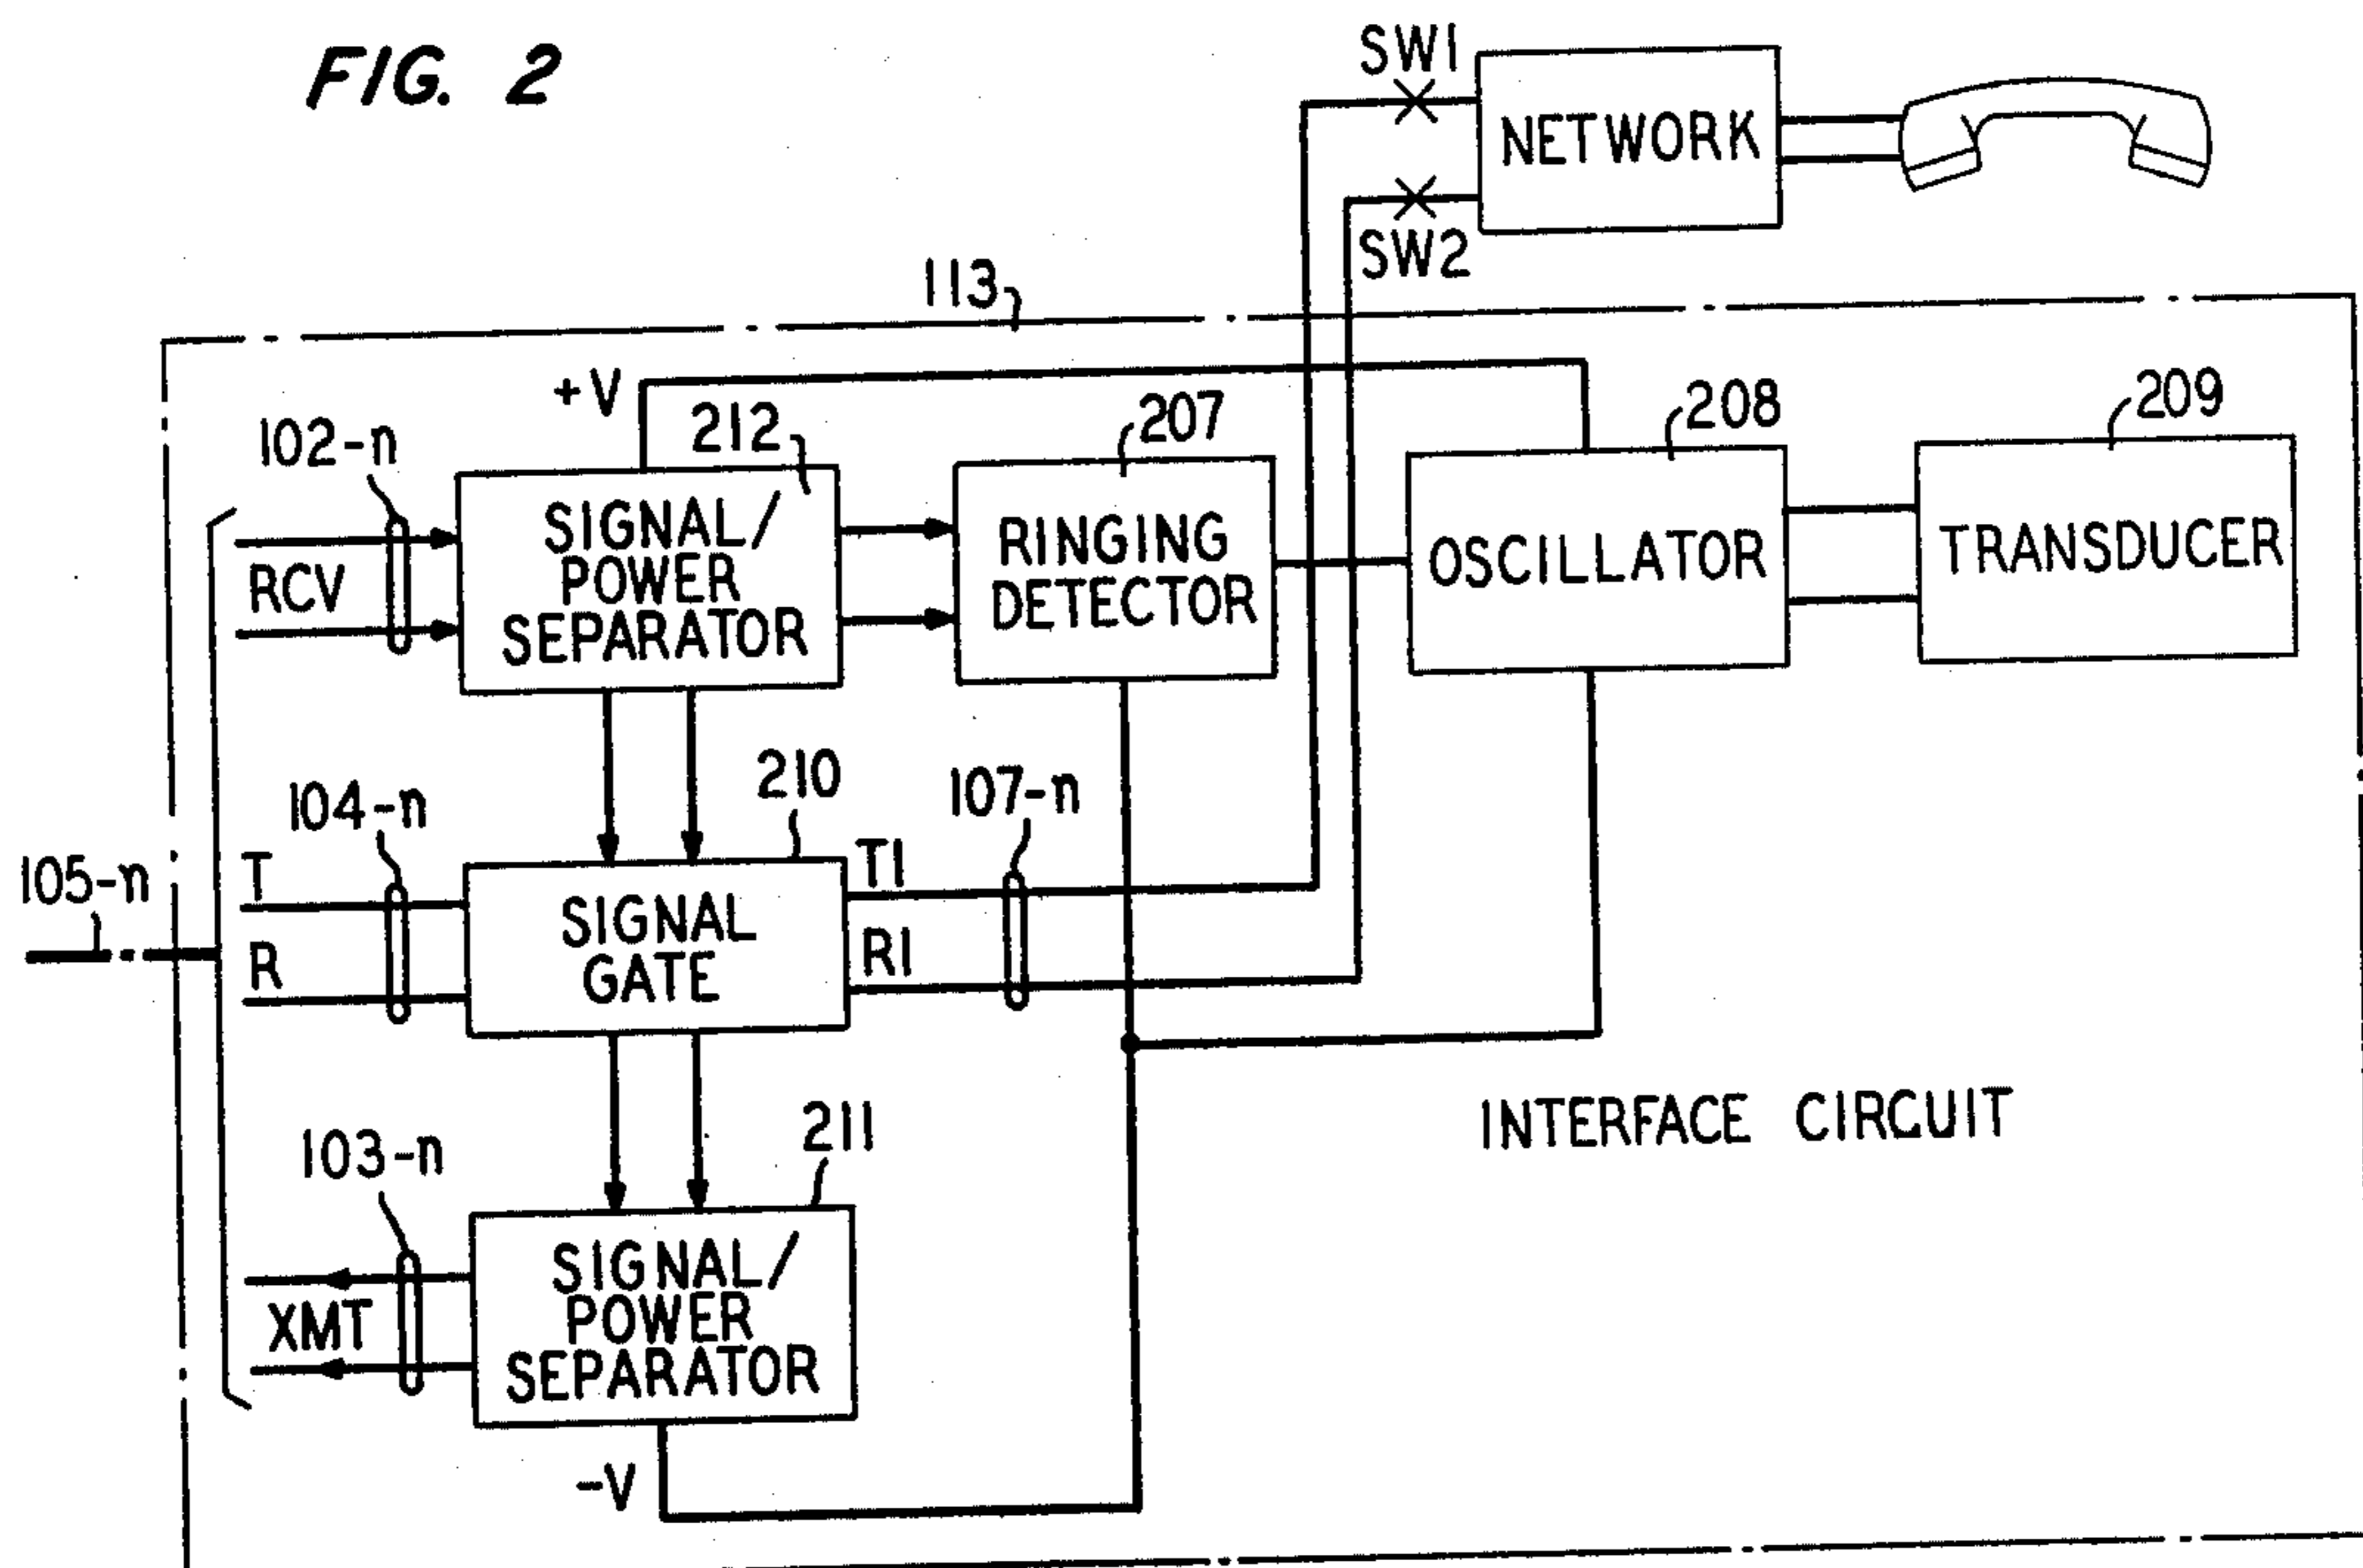 FIG. 2
SW1
NETWORK
SW2
113
+V
212
207
208
209
102-n
RCV
SIGNAL/
POWER
SEPARATOR
RINGING
DETECTOR
OSCILLATOR
TRANSDUCER
104-n
210
107-n
105-n
T
R
SIGNAL
GATE
T1
R1
INTERFACE CIRCUIT
103-n
211
XMT
SIGNAL/
POWER
SEPARATOR
-V